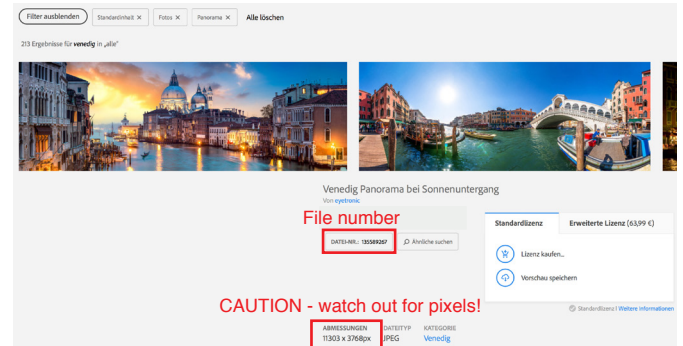 Filter ausblenden
Standardinhalt × Fotos × Panorama × Alle löschen
213 Ergebnisse für venedig in „alle“
Venedig Panorama bei Sonnenuntergang
Von eyetronic
File number
DATEI-NR.: 135589267
Ähnliche suchen
Standardlizenz Erweiterte Lizenz (63,99 €)
Lizenz kaufen...
Vorschau speichern
CAUTION - watch out for pixels!
Standardlizenz! Weitere Informationen
ABMESSUNGEN DATEITYP KATEGORIE
11303 x 3768px JPEG Venedig